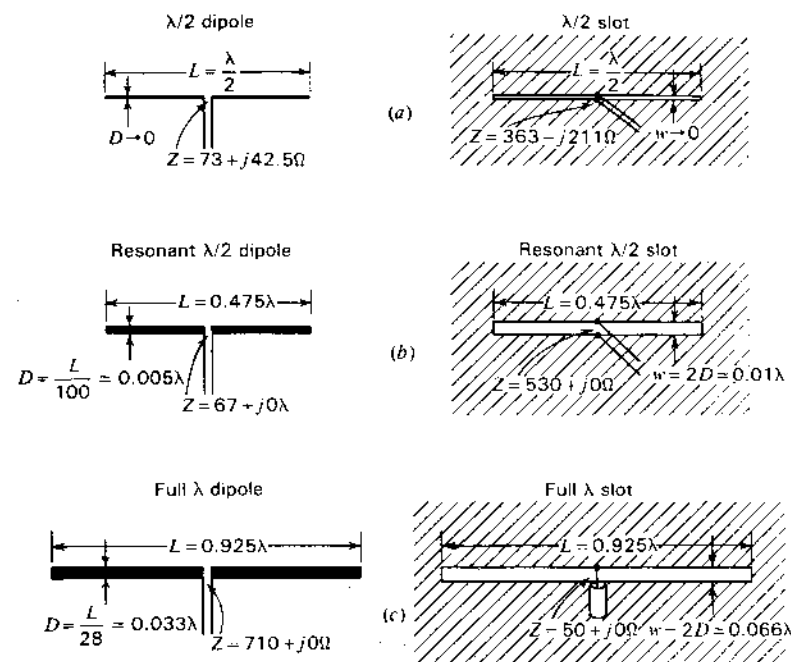 λ/2 dipole
λ/2 slot
L = λ/2
L = λ/2
D→0
(a)
w→0
Z = 73 + j42.5Ω
Z = 363 – j211Ω
Resonant λ/2 dipole
Resonant λ/2 slot
L = 0.475λ
L = 0.475λ
(b)
D = L/100 ≃ 0.005λ
w = 2D = 0.01λ
Z = 67 + j0λ
Z = 530 + j0Ω
Full λ dipole
Full λ slot
L = 0.925λ
L = 0.925λ
D = L/28 ≃ 0.033λ
(c)
Z = 710 + j0Ω
Z = 50 + j0Ω
w = 2D = 0.066λ